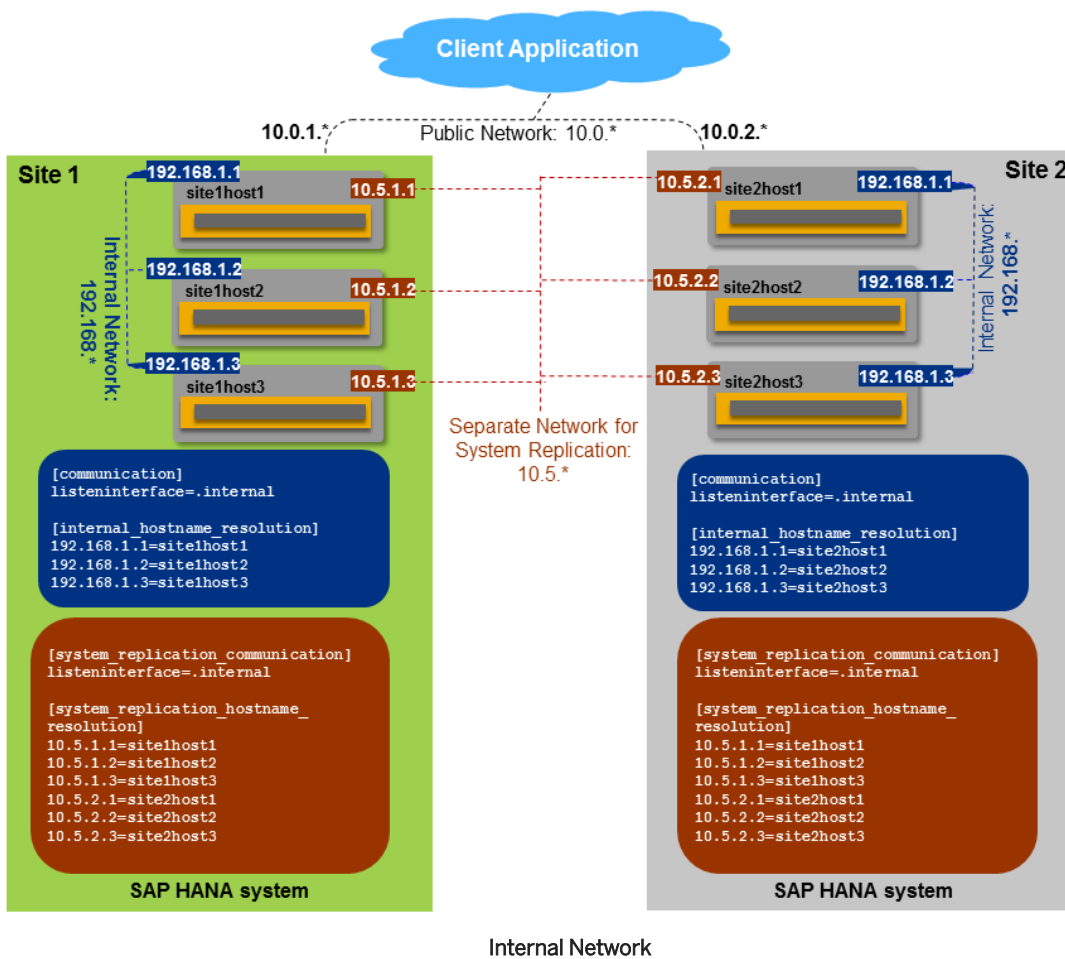 Client Application
10.0.1.*
Public Network: 10.0.*
10.0.2.*
Site 1
192.168.1.1
site1host1
10.5.1.1
192.168.1.2
site1host2
10.5.1.2
192.168.1.3
site1host3
10.5.1.3
Internal Network:
192.168.*
Site 2
10.5.2.1
site2host1
192.168.1.1
10.5.2.2
site2host2
192.168.1.2
10.5.2.3
site2host3
192.168.1.3
Internal Network:
192.168.*
Separate Network for
System Replication:
10.5.*
[communication]
listeninterface=.internal
[internal_hostname_resolution]
192.168.1.1=site1host1
192.168.1.2=site1host2
192.168.1.3=site1host3
[system_replication_communication]
listeninterface=.internal
[system_replication_hostname_
resolution]
10.5.1.1=site1host1
10.5.1.2=site1host2
10.5.1.3=site1host3
10.5.2.1=site2host1
10.5.2.2=site2host2
10.5.2.3=site2host3
SAP HANA system
[communication]
listeninterface=.internal
[internal_hostname_resolution]
192.168.1.1=site2host1
192.168.1.2=site2host2
192.168.1.3=site2host3
[system_replication_communication]
listeninterface=.internal
[system_replication_hostname_
resolution]
10.5.1.1=site1host1
10.5.1.2=site1host2
10.5.1.3=site1host3
10.5.2.1=site2host1
10.5.2.2=site2host2
10.5.2.3=site2host3
SAP HANA system
Internal Network